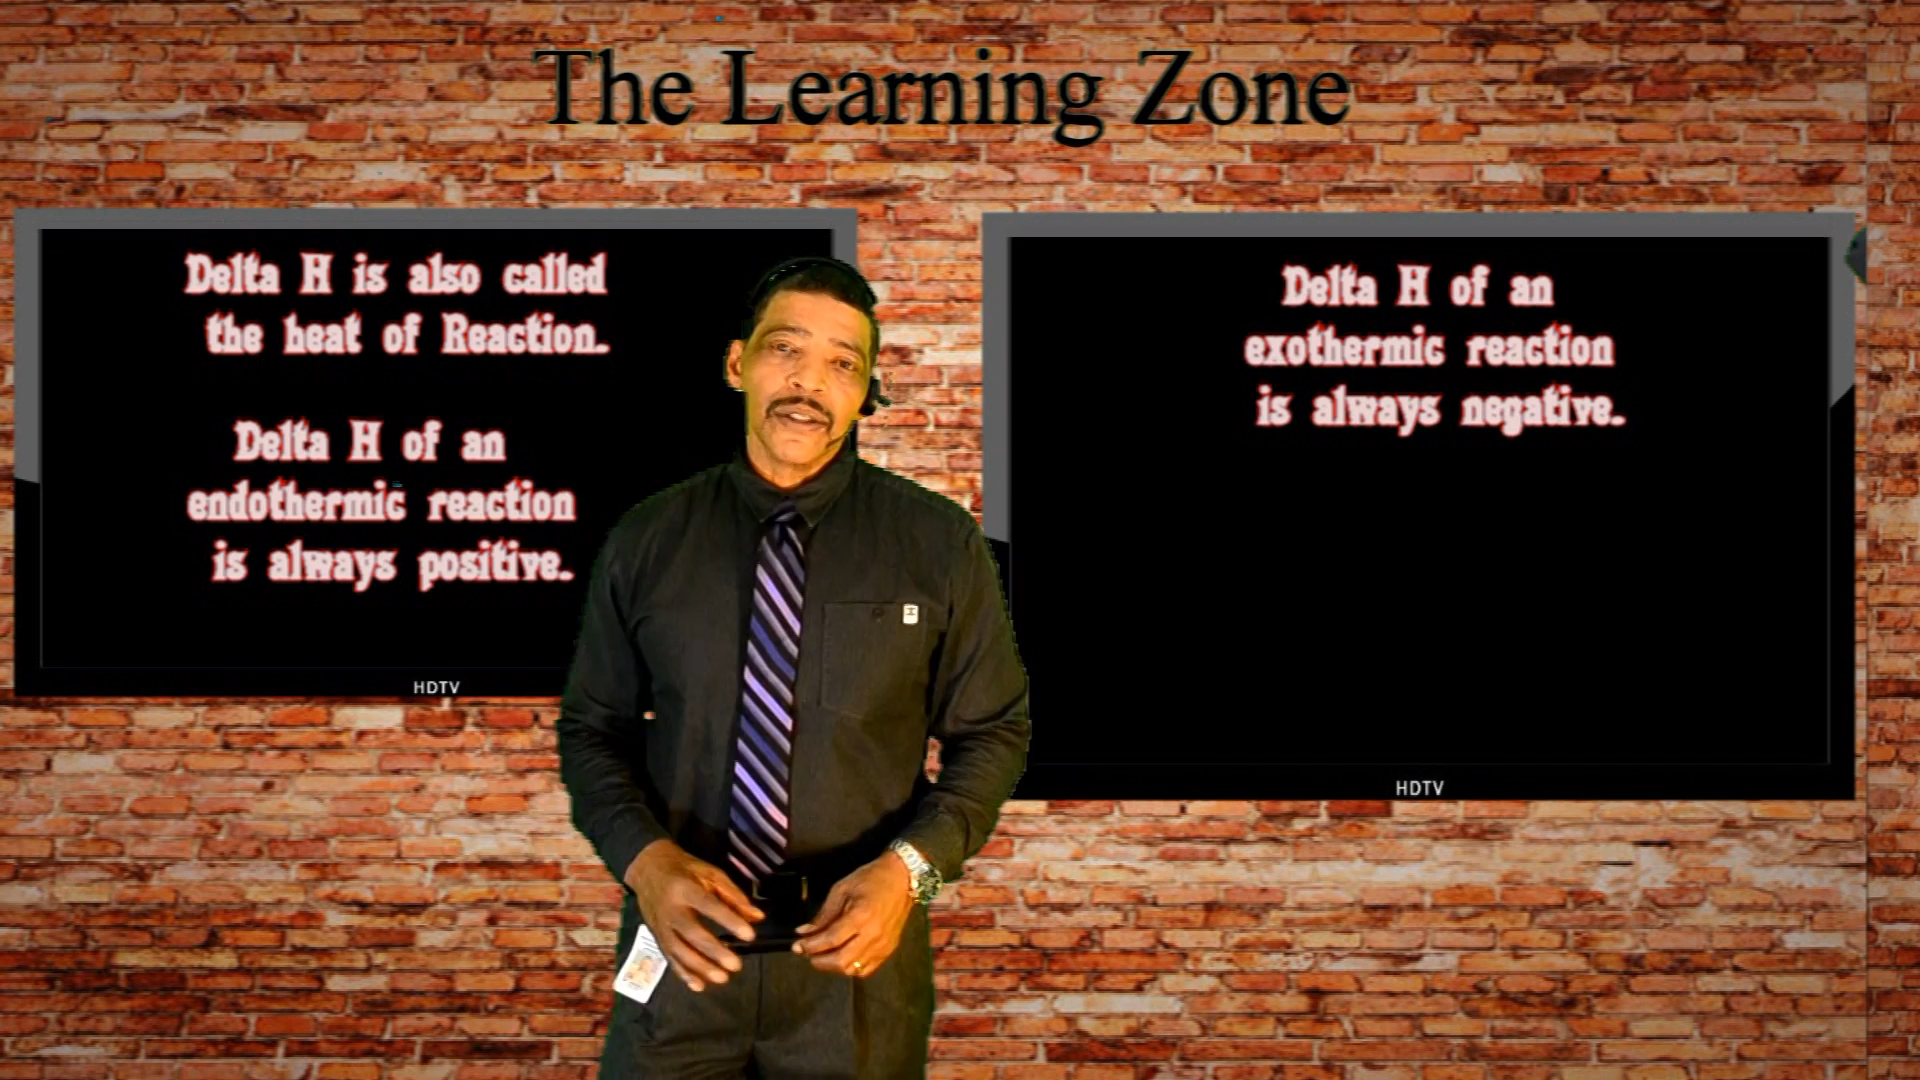 The Learning Zone
Delta H is also called
the heat of Reaction.
Delta H of an
endothermic reaction
is always positive.
HDTV
Delta H of an
exothermic reaction
is always negative.
HDTV